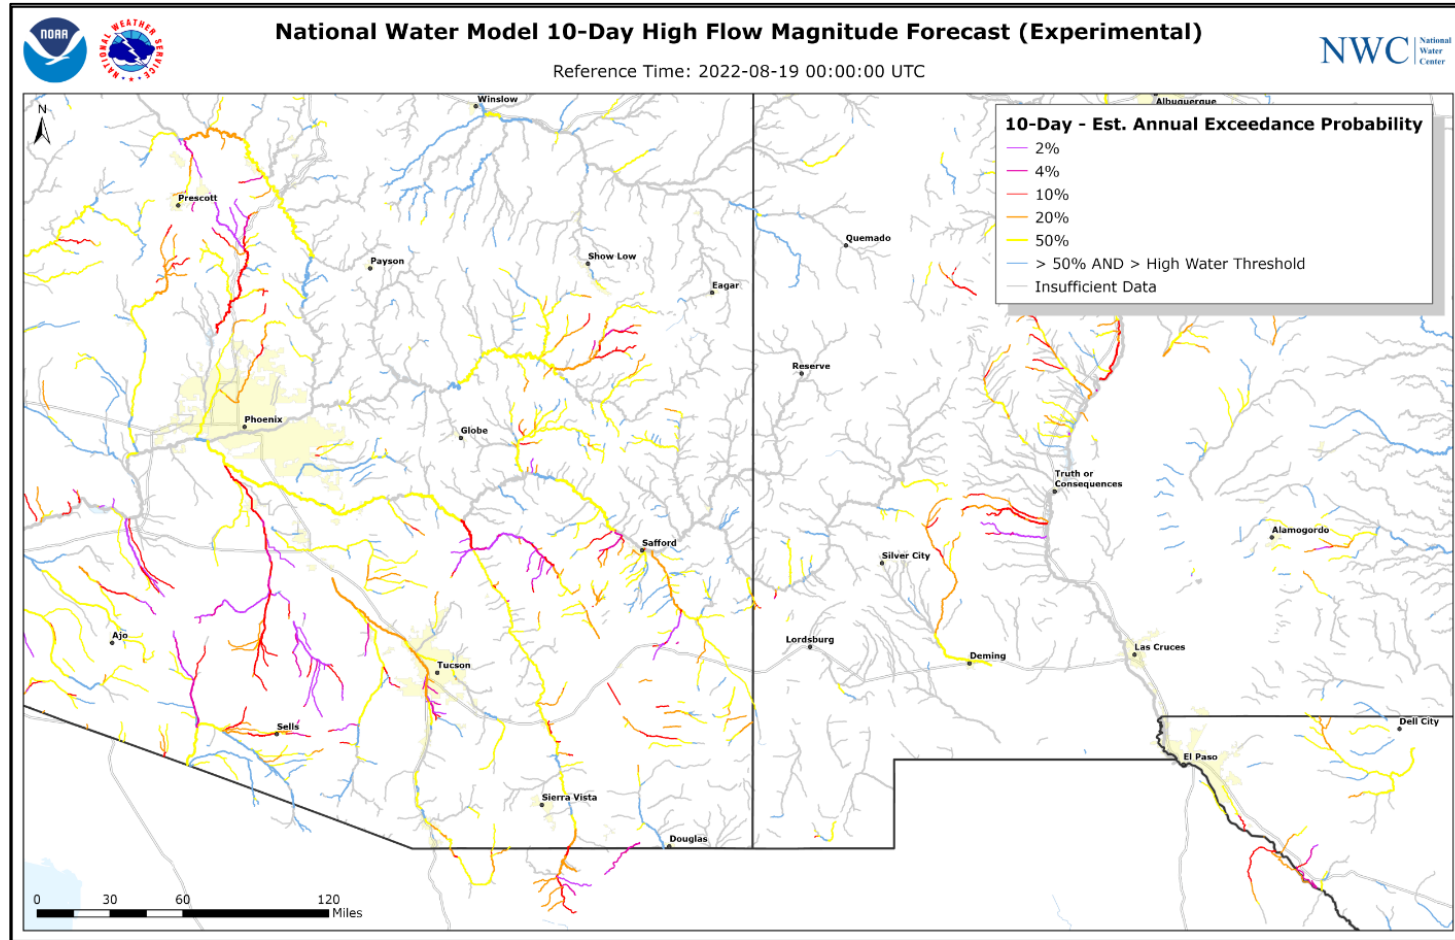 National Water Model 10-Day High Flow Magnitude Forecast (Experimental)
Reference Time: 2022-08-19 00:00:00 UTC
NOAA
NATIONAL WEATHER SERVICE
NWC
National
Water
Center
N
10-Day - Est. Annual Exceedance Probability
2%
4%
10%
20%
50%
> 50% AND > High Water Threshold
Insufficient Data
Winslow
Albuquerque
Prescott
Payson
Show Low
Eagar
Quemado
Reserve
Phoenix
Globe
Truth or
Consequences
Safford
Silver City
Alamogordo
Ajo
Tucson
Lordsburg
Deming
Las Cruces
Sells
Dell City
El Paso
Sierra Vista
Douglas
0 30 60 120
Miles